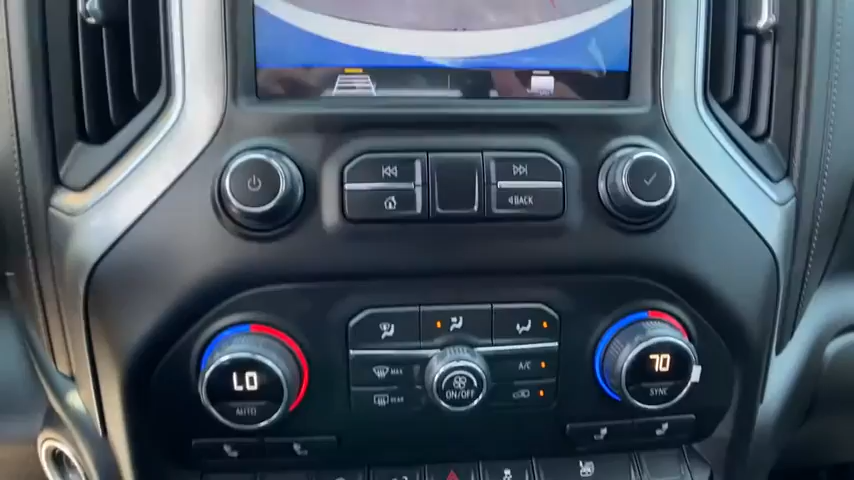 BACK
LO
AUTO
MAX
REAR
ON/OFF
A/C
70
SYNC